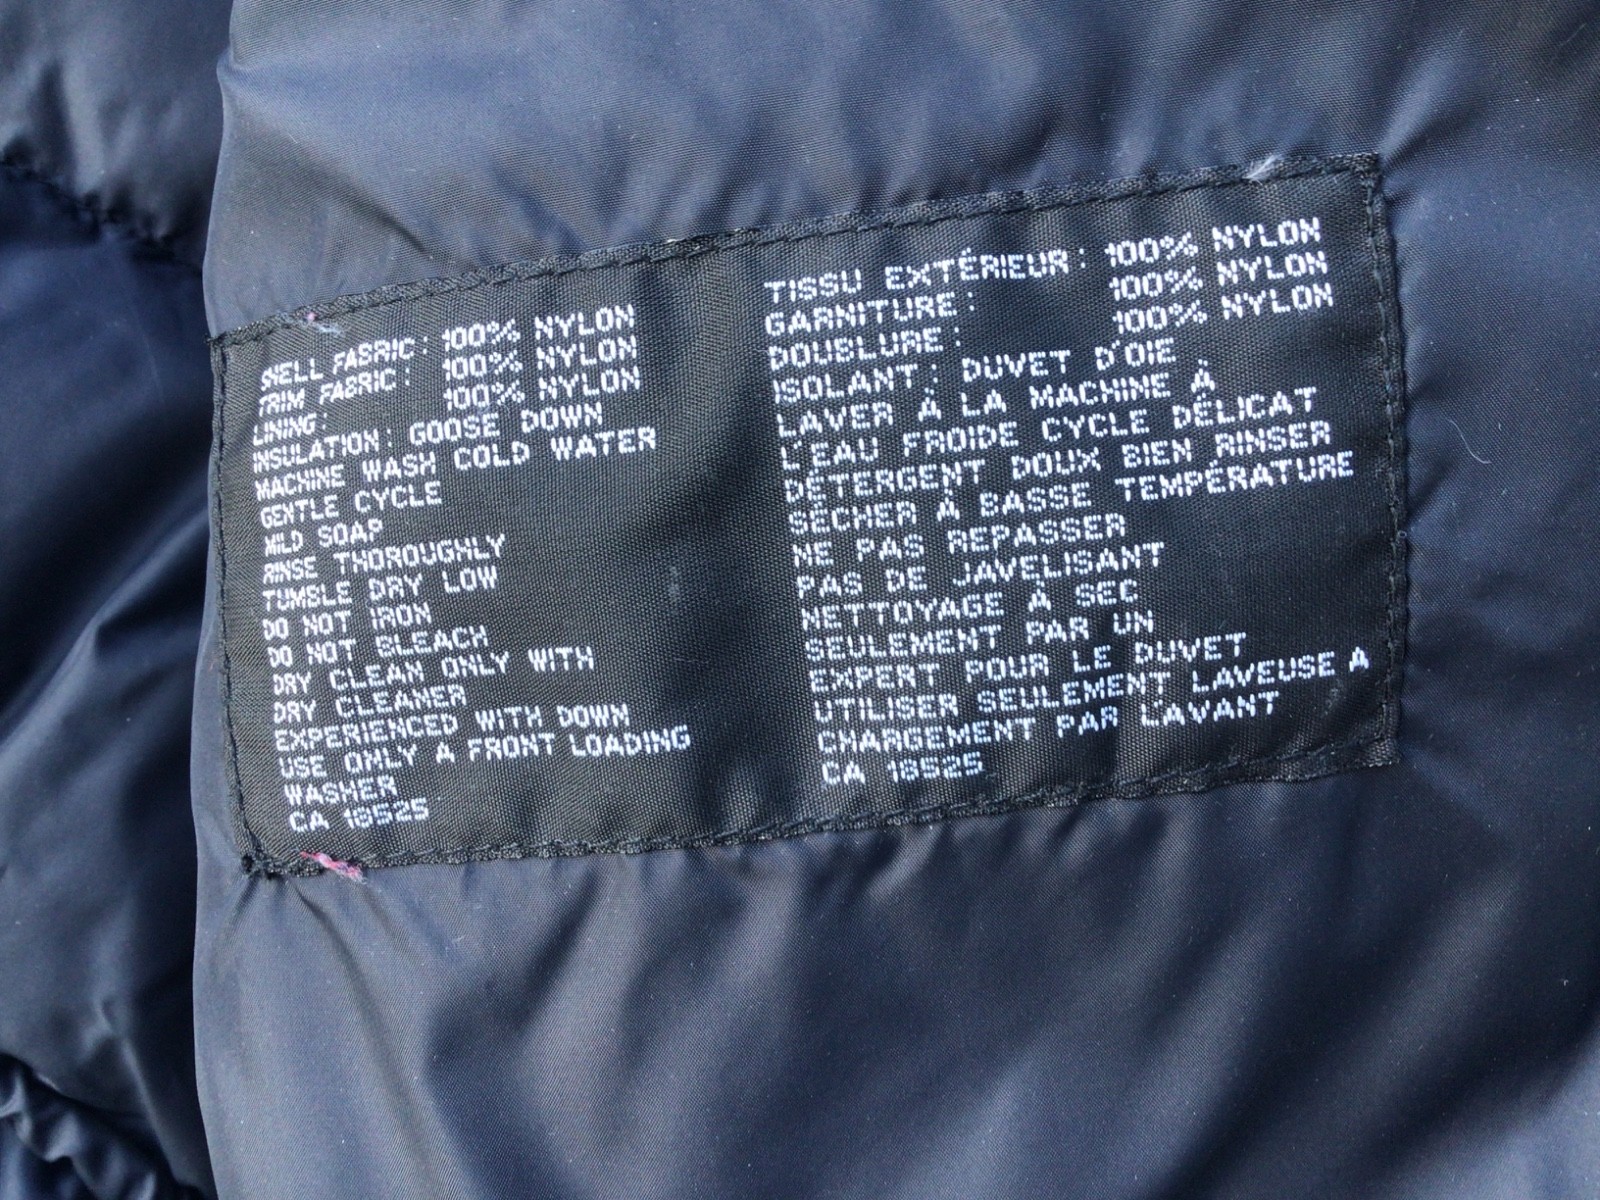 SHELL FABRIC: 100% NYLON
TRIM FABRIC: 100% NYLON
LINING: 100% NYLON
INSULATION: GOOSE DOWN
MACHINE WASH COLD WATER
GENTLE CYCLE
MILD SOAP
RINSE THOROUGHLY
TUMBLE DRY LOW
DO NOT IRON
DO NOT BLEACH
DRY CLEAN ONLY WITH
DRY CLEANER
EXPERIENCED WITH DOWN
USE ONLY A FRONT LOADING
WASHER
CA 18525
TISSU EXTÉRIEUR: 100% NYLON
GARNITURE: 100% NYLON
DOUBLURE: 100% NYLON
ISOLANT: DUVET D'OIE
LAVER À LA MACHINE À
L'EAU FROIDE CYCLE DÉLICAT
DÉTERGENT DOUX BIEN RINSER
SÉCHER À BASSE TEMPÉRATURE
NE PAS REPASSER
PAS DE JAVELISANT
NETTOYAGE À SEC
SEULEMENT PAR UN
EXPERT POUR LE DUVET
UTILISER SEULEMENT LAVEUSE A
CHARGEMENT PAR LAVANT
CA 18525